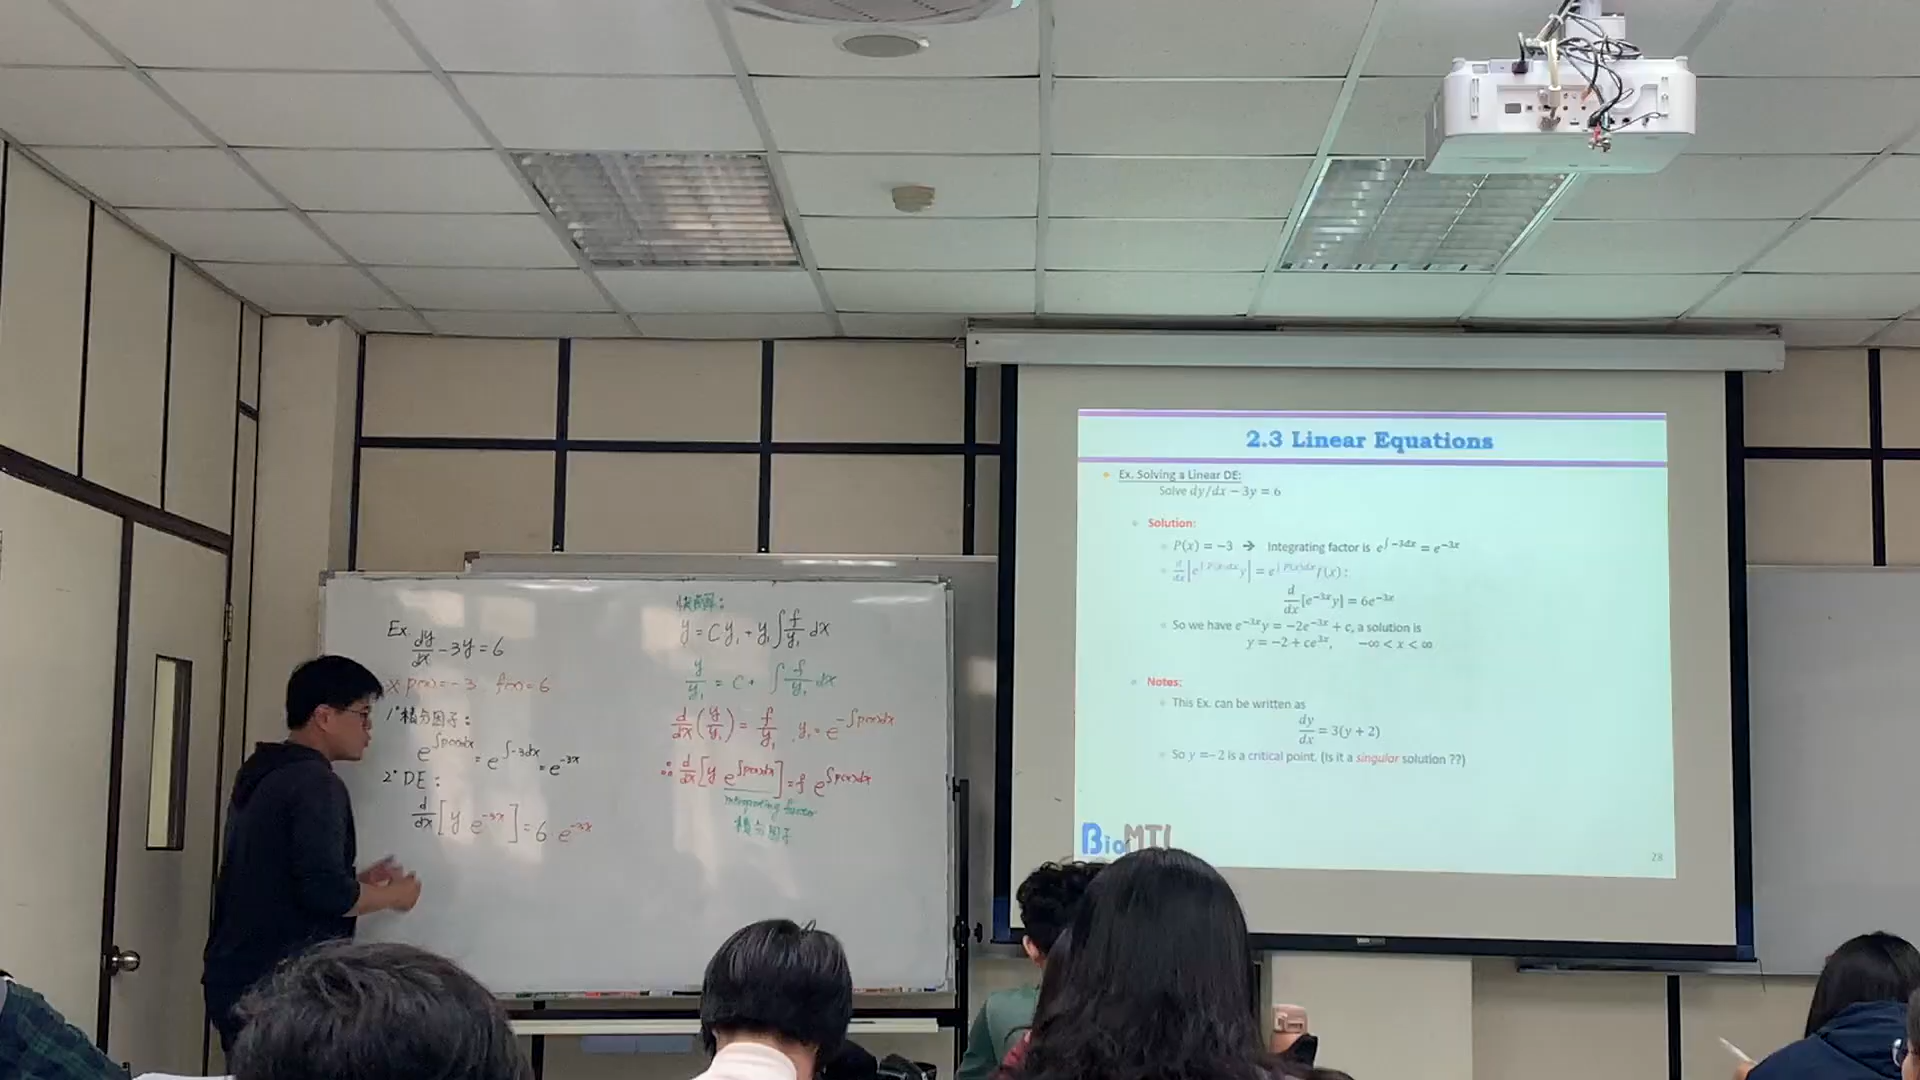 Ex.
dy/dx - 3y = 6
p(x) = -3  f(x) = 6
1° 積分因子:
e^∫p(x)dx = e^∫-3dx = e^-3x
2° DE:
d/dx [y e^-3x] = 6 e^-3x
y = C y₁ + y₁ ∫ f/y₁ dx
y/y₁ = C + ∫ f/y₁ dx
d/dx (y/y₁) = f/y₁, y₁ = e^-∫p(x)dx
∴ d/dx [y e^∫p(x)dx] = f e^∫p(x)dx
integrating factor
積分因子
2.3 Linear Equations
Ex. Solving a Linear DE:
Solve dy/dx − 3y = 6
Solution:
P(x) = −3 → Integrating factor is e^∫−3dx = e^−3x
d/dx [e^∫P(x)dx y] = e^∫P(x)dx f(x):
d/dx [e^−3x y] = 6e^−3x
So we have e^−3x y = −2e^−3x + c, a solution is
y = −2 + ce^3x, −∞ < x < ∞
Notes:
This Ex. can be written as
dy/dx = 3(y + 2)
So y = −2 is a critical point. (Is it a singular solution ??)
28